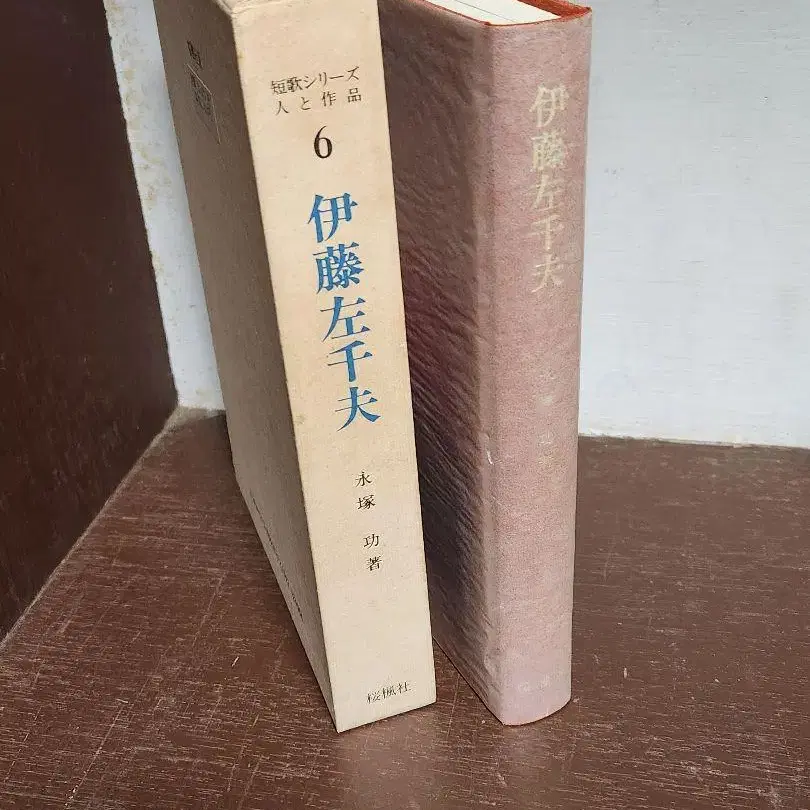 短歌シリーズ
人と作品
6
伊藤左千夫
永塚 功著
桜楓社
伊藤左千夫